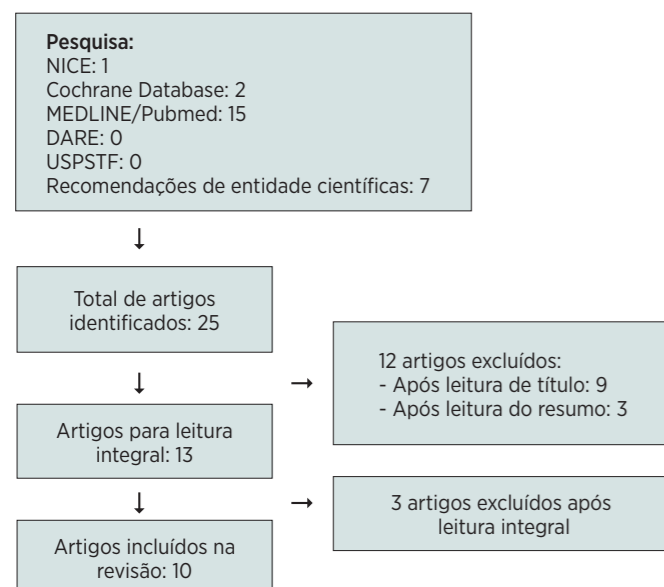 Pesquisa:
NICE: 1
Cochrane Database: 2
MEDLINE/Pubmed: 15
DARE: 0
USPSTF: 0
Recomendações de entidade científicas: 7
↓
Total de artigos
identificados: 25
↓
→
12 artigos excluídos:
- Após leitura de título: 9
- Após leitura do resumo: 3
Artigos para leitura
integral: 13
↓
→
3 artigos excluídos após
leitura integral
Artigos incluídos na
revisão: 10